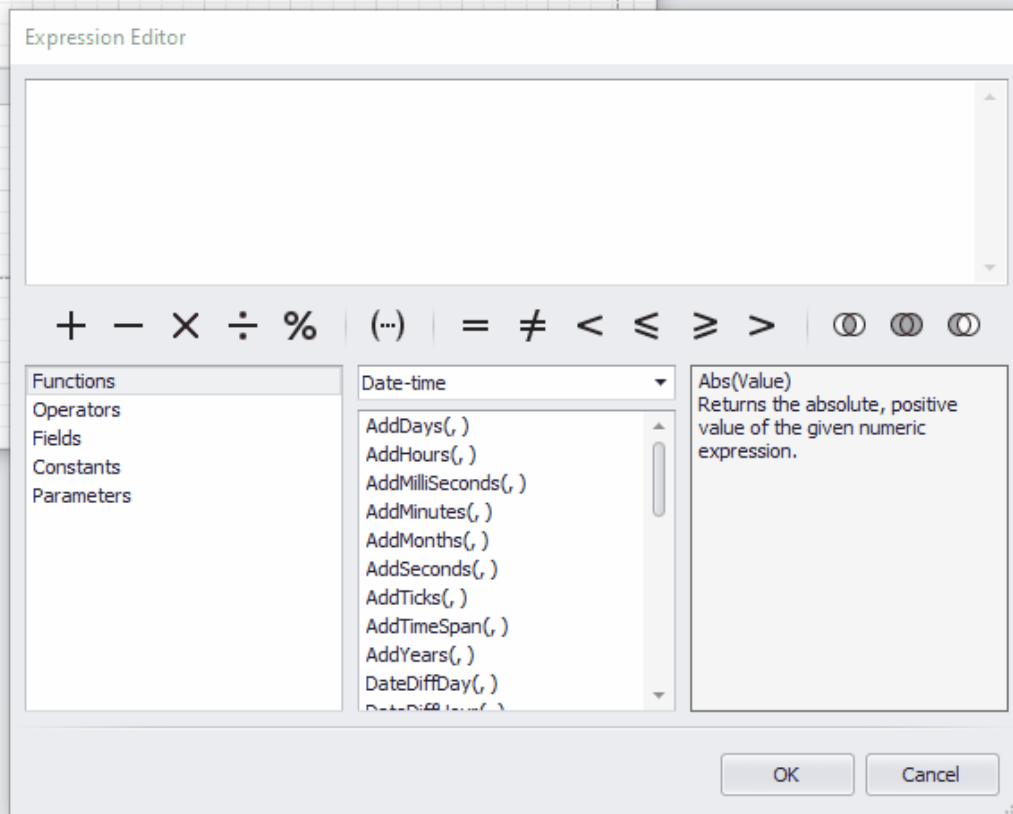 Expression Editor
+ − × ÷ % (...) = ≠ < ⩽ ⩾ >
Functions
Operators
Fields
Constants
Parameters
Date-time
AddDays(, )
AddHours(, )
AddMilliSeconds(, )
AddMinutes(, )
AddMonths(, )
AddSeconds(, )
AddTicks(, )
AddTimeSpan(, )
AddYears(, )
DateDiffDay(, )
Abs(Value)
Returns the absolute, positive
value of the given numeric
expression.
OK Cancel